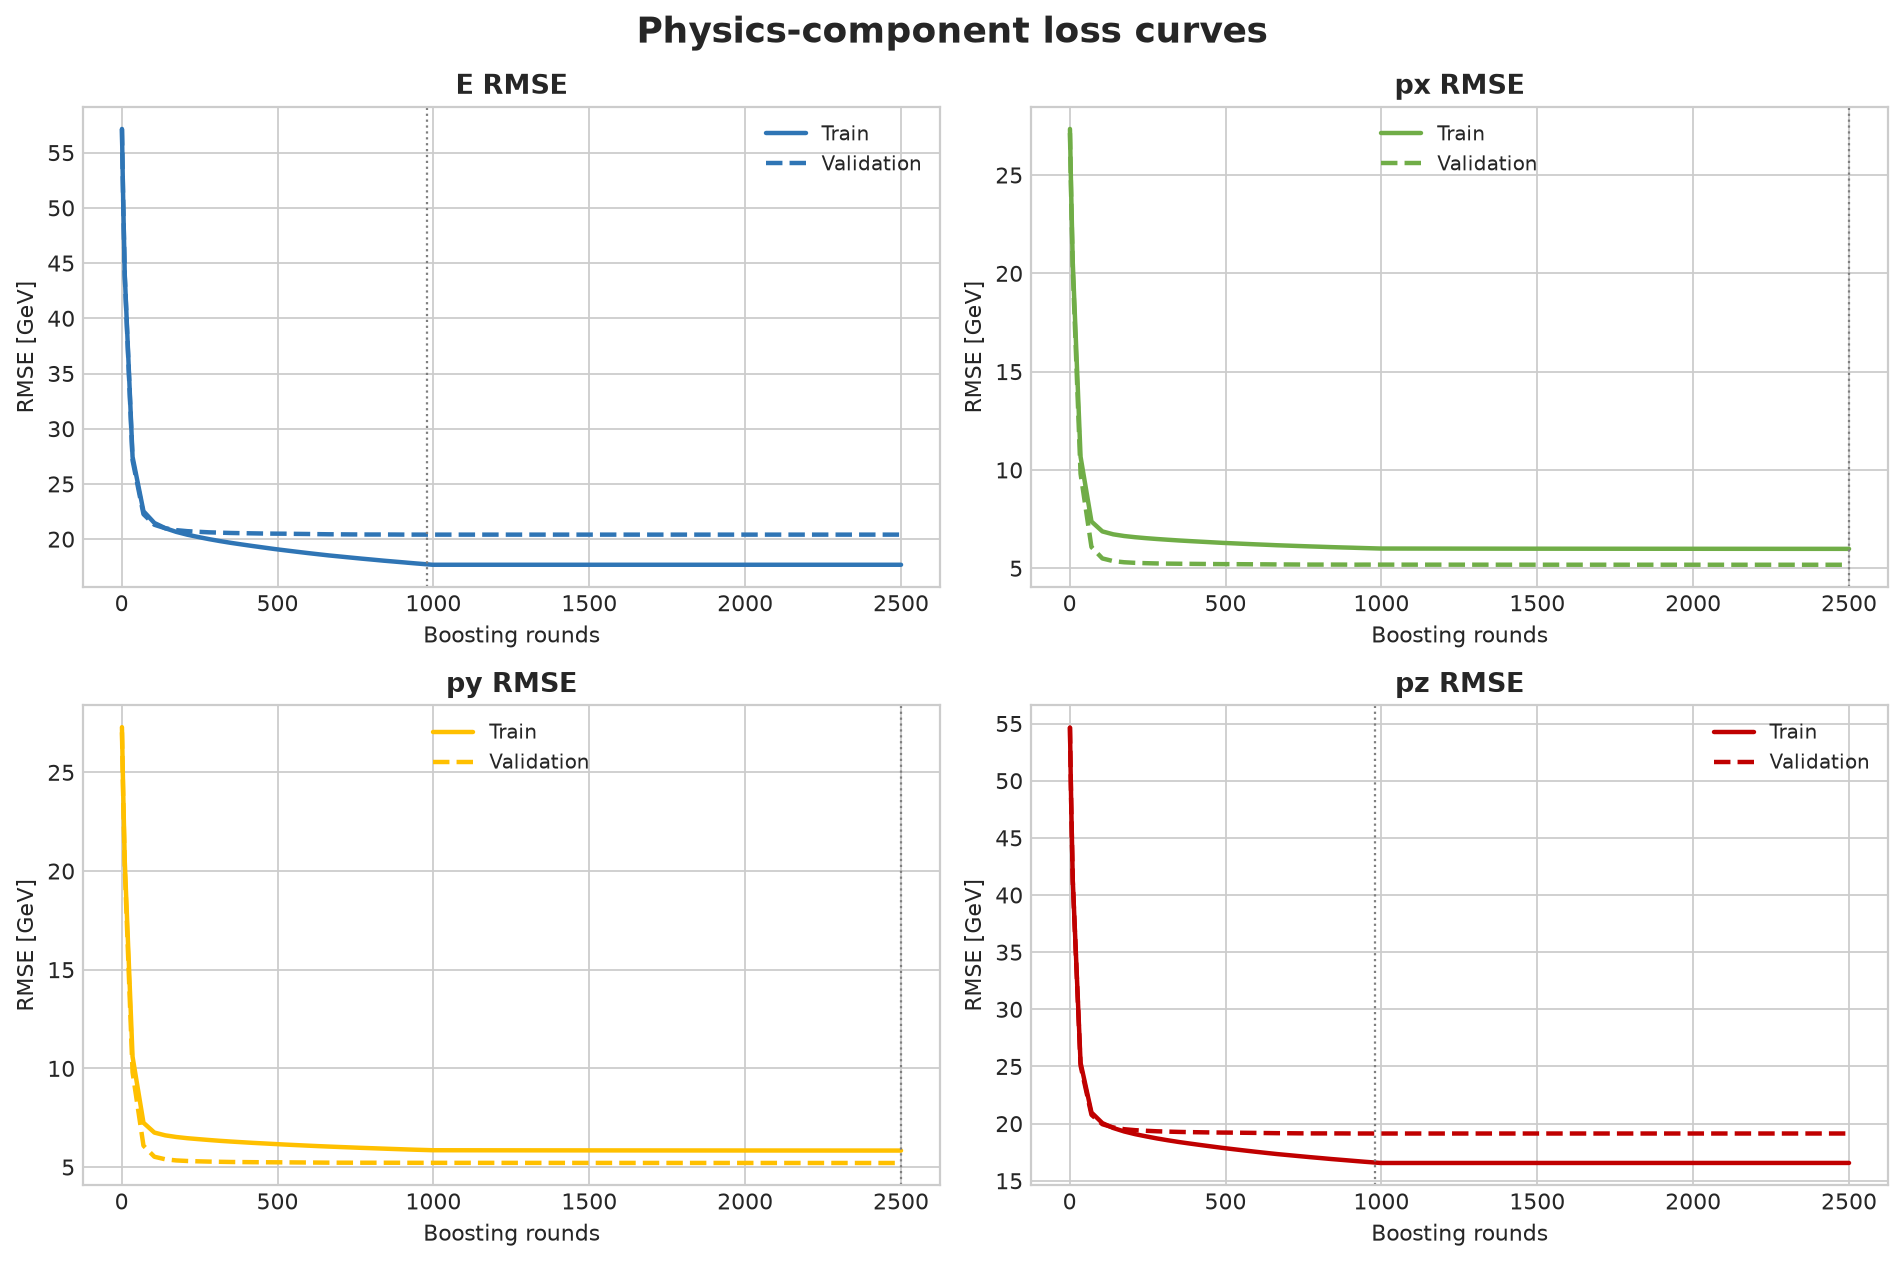 Physics-component loss curves
E RMSE
RMSE [GeV]
55
50
45
40
35
30
25
20
Train
Validation
0 500 1000 1500 2000 2500
Boosting rounds
px RMSE
RMSE [GeV]
25
20
15
10
5
Train
Validation
0 500 1000 1500 2000 2500
Boosting rounds
py RMSE
RMSE [GeV]
25
20
15
10
5
Train
Validation
0 500 1000 1500 2000 2500
Boosting rounds
pz RMSE
RMSE [GeV]
55
50
45
40
35
30
25
20
15
Train
Validation
0 500 1000 1500 2000 2500
Boosting rounds